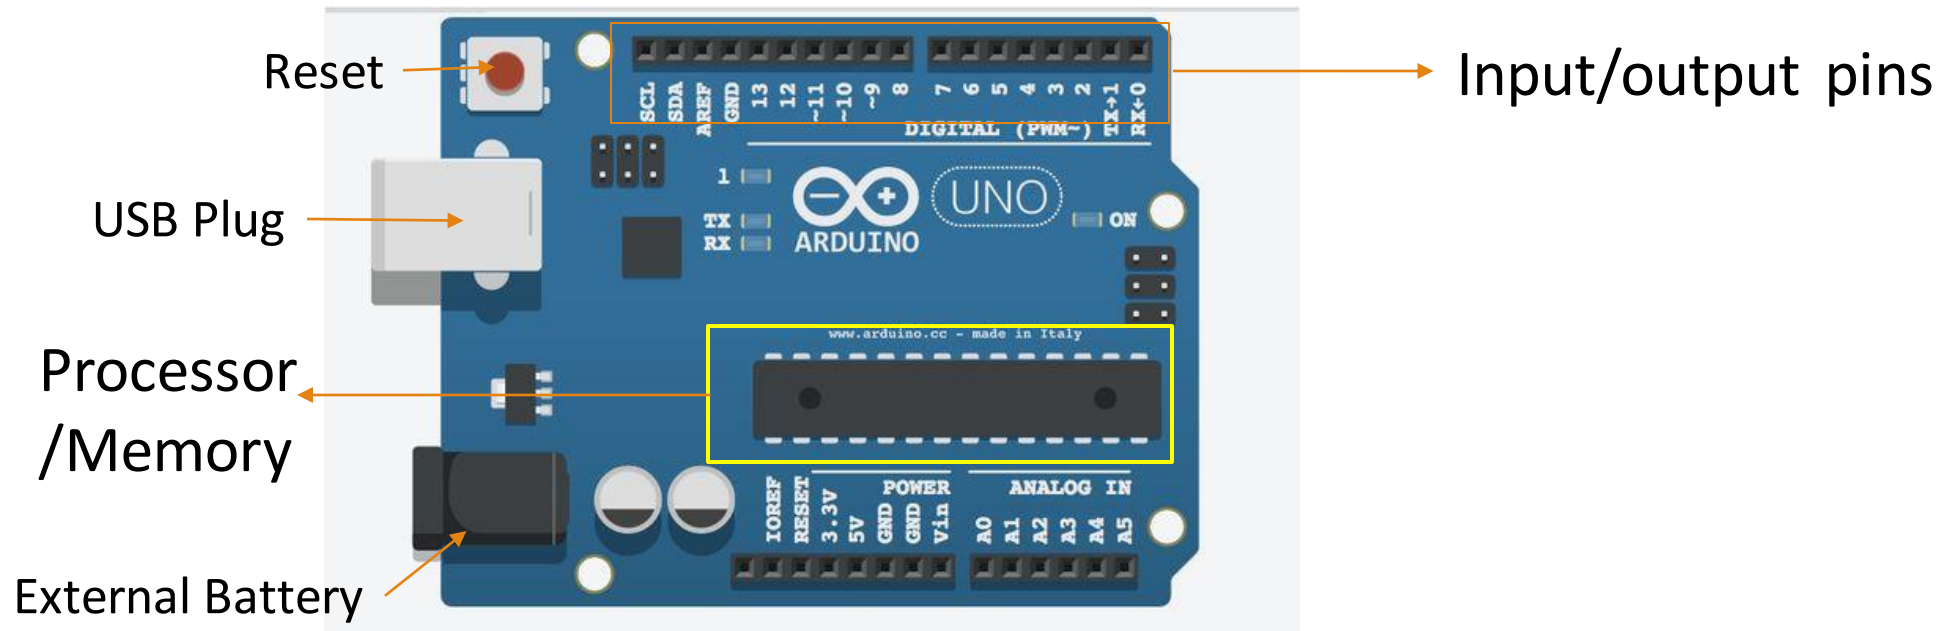 Reset
Input/output pins
SCL
SDA
AREF
GND
13
12
~11
~10
~9
8
7
6
5
4
3
2
TX→1
RX←0
DIGITAL (PWM~)
USB Plug
1
TX
RX
ARDUINO
UNO
ON
www.arduino.cc - made in Italy
Processor
/Memory
POWER
ANALOG IN
IOREF
RESET
3.3V
5V
GND
GND
Vin
A0
A1
A2
A3
A4
A5
External Battery